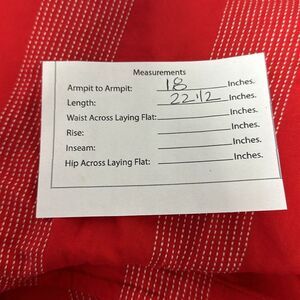 Measurements
Armpit to Armpit: 18 Inches.
Length: 22 1/2 Inches.
Waist Across Laying Flat: Inches.
Rise: Inches.
Inseam: Inches.
Hip Across Laying Flat: Inches.